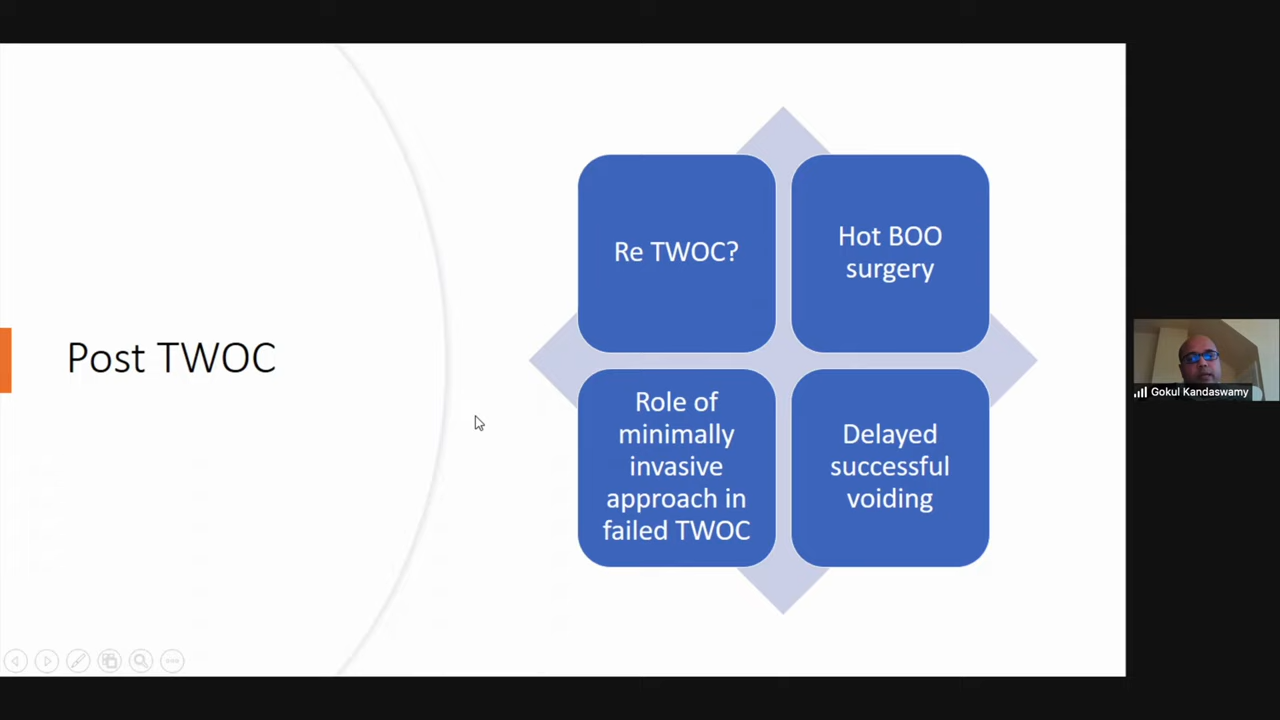 Post TWOC
Re TWOC?
Hot BOO
surgery
Role of
minimally
invasive
approach in
failed TWOC
Delayed
successful
voiding
Gokul Kandaswamy